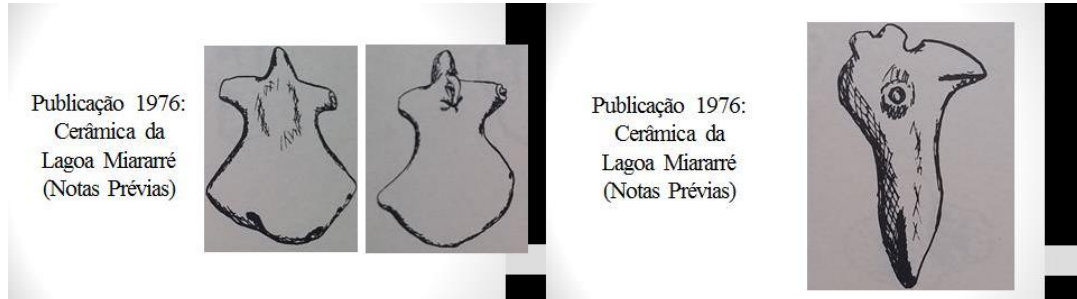 Publicação 1976:
Cerâmica da
Lagoa Miararré
(Notas Prévias)
Publicação 1976:
Cerâmica da
Lagoa Miararré
(Notas Prévias)